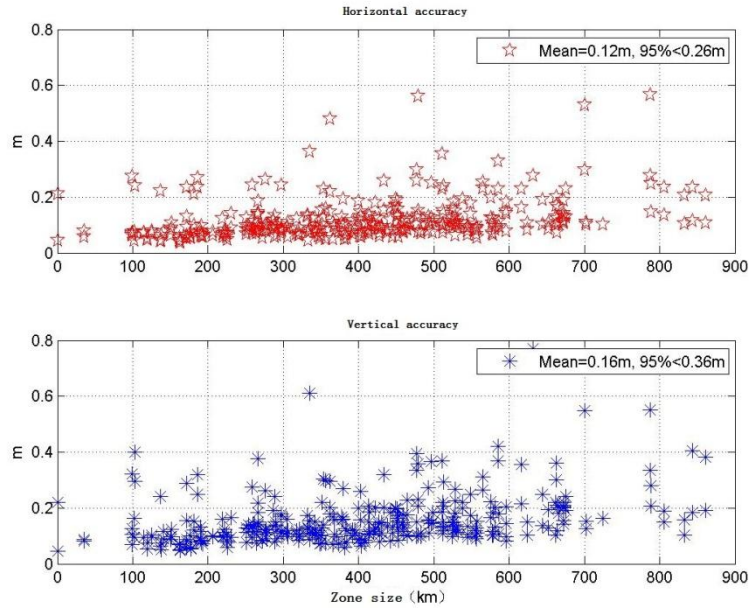 Horizontal accuracy
0.8
Mean=0.12m, 95%<0.26m
0.6
m
0.4
0.2
0
0 100 200 300 400 500 600 700 800 900
Vertical accuracy
0.8
Mean=0.16m, 95%<0.36m
0.6
m
0.4
0.2
0
0 100 200 300 400 500 600 700 800 900
Zone size（km）